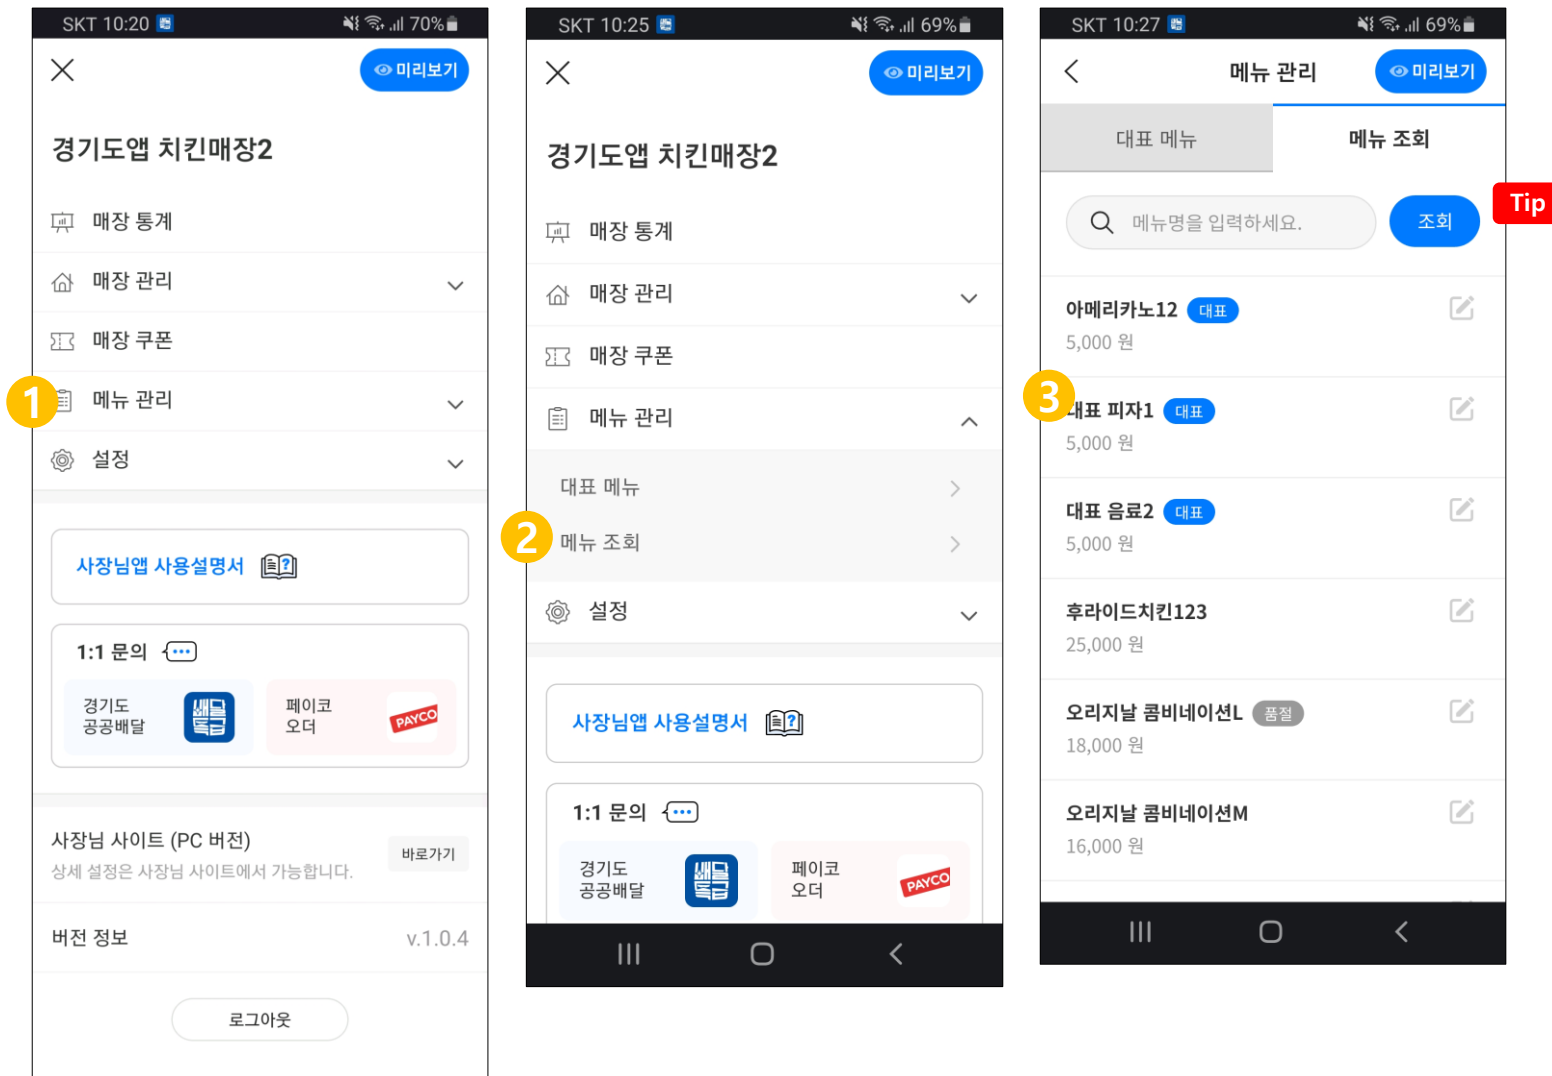 SKT 10:20
70%
미리보기
경기도앱 치킨매장2
매장 통계
매장 관리
매장 쿠폰
1
메뉴 관리
설정
사장님앱 사용설명서
1:1 문의
경기도
공공배달
배달
특급
페이코
오더
PAYCO
사장님 사이트 (PC 버전)
상세 설정은 사장님 사이트에서 가능합니다.
바로가기
버전 정보
v.1.0.4
로그아웃
SKT 10:25
69%
미리보기
경기도앱 치킨매장2
매장 통계
매장 관리
매장 쿠폰
메뉴 관리
대표 메뉴
2
메뉴 조회
설정
사장님앱 사용설명서
1:1 문의
경기도
공공배달
배달
특급
페이코
오더
PAYCO
SKT 10:27
69%
메뉴 관리
미리보기
대표 메뉴
메뉴 조회
메뉴명을 입력하세요.
조회
Tip
아메리카노12 대표
5,000 원
3
대표 피자1 대표
5,000 원
대표 음료2 대표
5,000 원
후라이드치킨123
25,000 원
오리지날 콤비네이션L 품절
18,000 원
오리지날 콤비네이션M
16,000 원